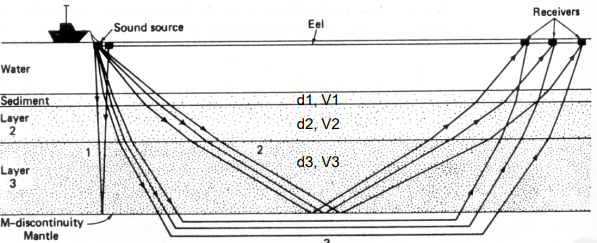 Receivers
Sound source
Eel
Water
Sediment
d1, V1
Layer
2
d2, V2
1
2
d3, V3
Layer
3
M-discontinuity
Mantle
3